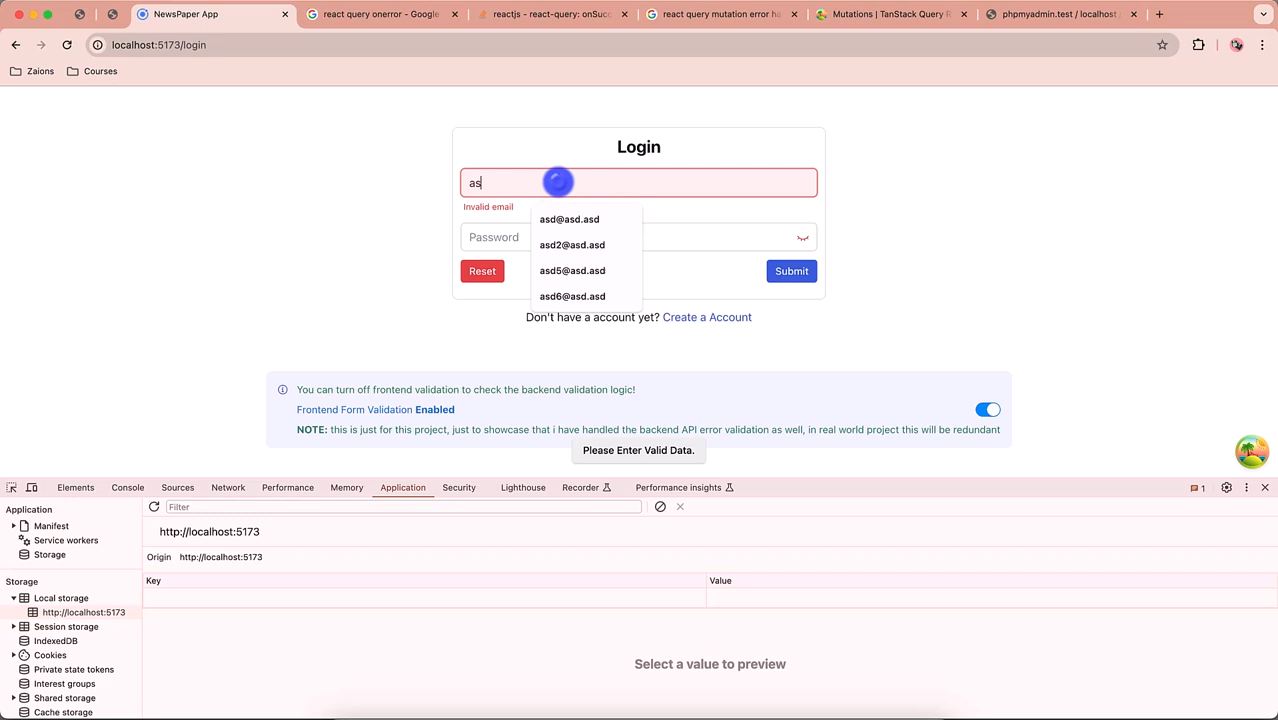 NewsPaper App
react query onerror - Google
reactjs - react-query: onSucc
react query mutation error ha
Mutations | TanStack Query R
phpmyadmin.test / localhost
localhost:5173/login
Zaions
Courses
Login
as
Invalid email
asd@asd.asd
Password
asd2@asd.asd
Reset
asd5@asd.asd
Submit
asd6@asd.asd
Don't have a account yet? Create a Account
You can turn off frontend validation to check the backend validation logic!
Frontend Form Validation Enabled
NOTE: this is just for this project, just to showcase that i have handled the backend API error validation as well, in real world project this will be redundant
Please Enter Valid Data.
Elements
Console
Sources
Network
Performance
Memory
Application
Security
Lighthouse
Recorder
Performance insights
1
Application
Filter
Manifest
http://localhost:5173
Service workers
Storage
Origin http://localhost:5173
Storage
Key
Value
Local storage
http://localhost:5173
Session storage
IndexedDB
Cookies
Private state tokens
Select a value to preview
Interest groups
Shared storage
Cache storage